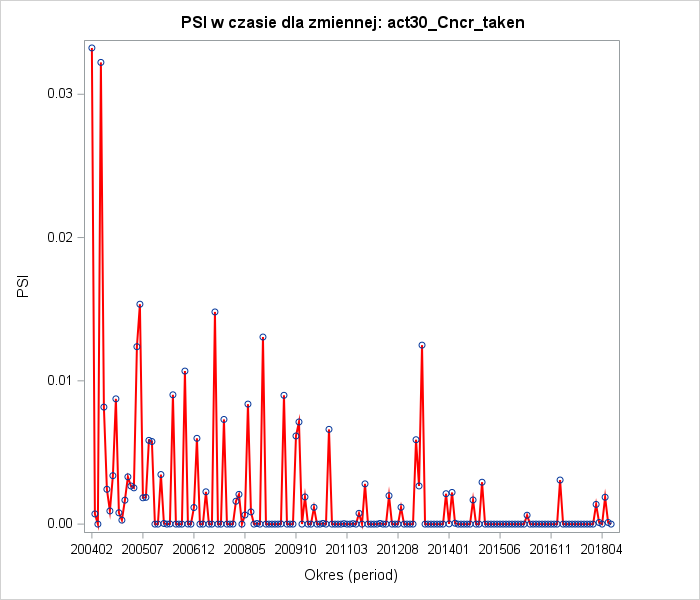 PSI w czasie dla zmiennej: act30_Cncr_taken
0.03
0.02
0.01
0.00
PSI
200402 200507 200612 200805 200910 201103 201208 201401 201506 201611 201804
Okres (period)